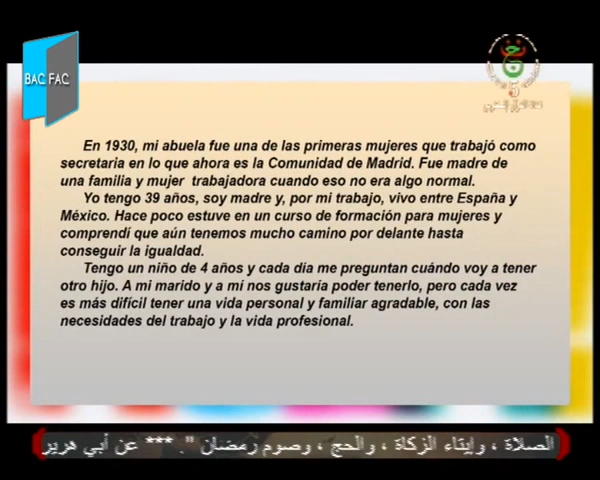 BAC FAC
En 1930, mi abuela fue una de las primeras mujeres que trabajó como
secretaria en lo que ahora es la Comunidad de Madrid. Fue madre de
una familia y mujer trabajadora cuando eso no era algo normal.
Yo tengo 39 años, soy madre y, por mi trabajo, vivo entre España y
México. Hace poco estuve en un curso de formación para mujeres y
comprendí que aún tenemos mucho camino por delante hasta
conseguir la igualdad.
Tengo un niño de 4 años y cada día me preguntan cuándo voy a tener
otro hijo. A mi marido y a mi nos gustaría poder tenerlo, pero cada vez
es más difícil tener una vida personal y familiar agradable, con las
necesidades del trabajo y la vida profesional.
الصلاة ، وإيتاء الزكاة ، والحج ، وصوم رمضان ". *** عن أبي هرير